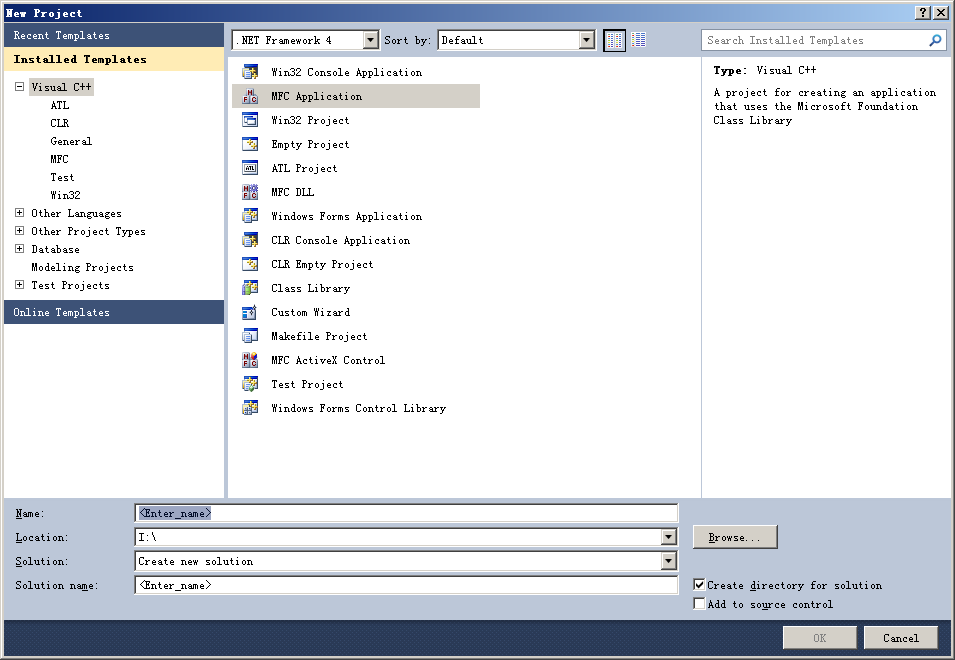 New Project
Recent Templates
Installed Templates
Visual C++
ATL
CLR
General
MFC
Test
Win32
Other Languages
Other Project Types
Database
Modeling Projects
Test Projects
Online Templates
.NET Framework 4 Sort by: Default
Win32 Console Application
MFC Application
Win32 Project
Empty Project
ATL Project
MFC DLL
Windows Forms Application
CLR Console Application
CLR Empty Project
Class Library
Custom Wizard
Makefile Project
MFC ActiveX Control
Test Project
Windows Forms Control Library
Search Installed Templates
Type: Visual C++
A project for creating an application
that uses the Microsoft Foundation
Class Library
Name: <Enter_name>
Location: I:\ Browse...
Solution: Create new solution
Solution name: <Enter_name>
Create directory for solution
Add to source control
OK Cancel